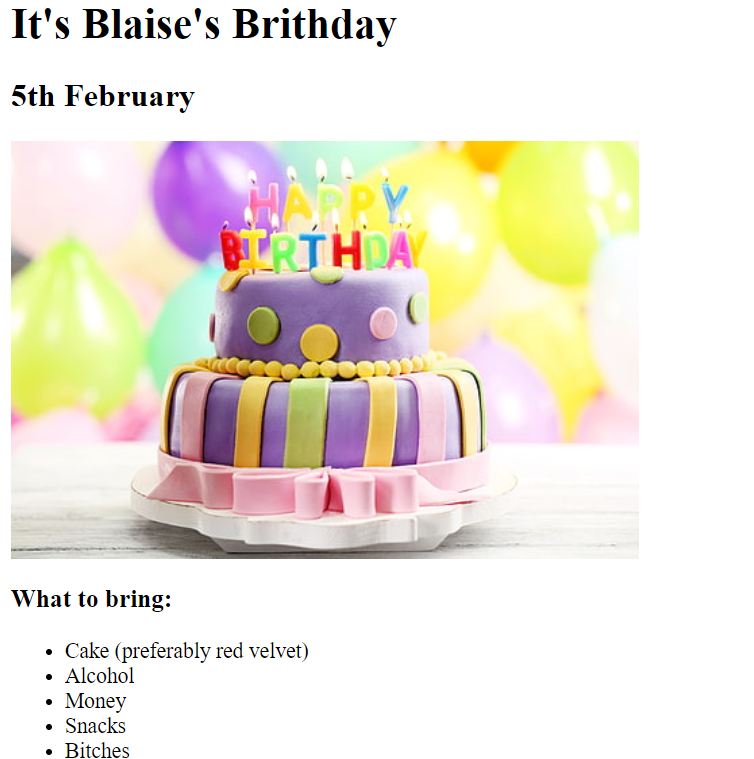 It's Blaise's Brithday
5th February
HAPPY
BIRTHDAY
What to bring:
Cake (preferably red velvet)
Alcohol
Money
Snacks
Bitches